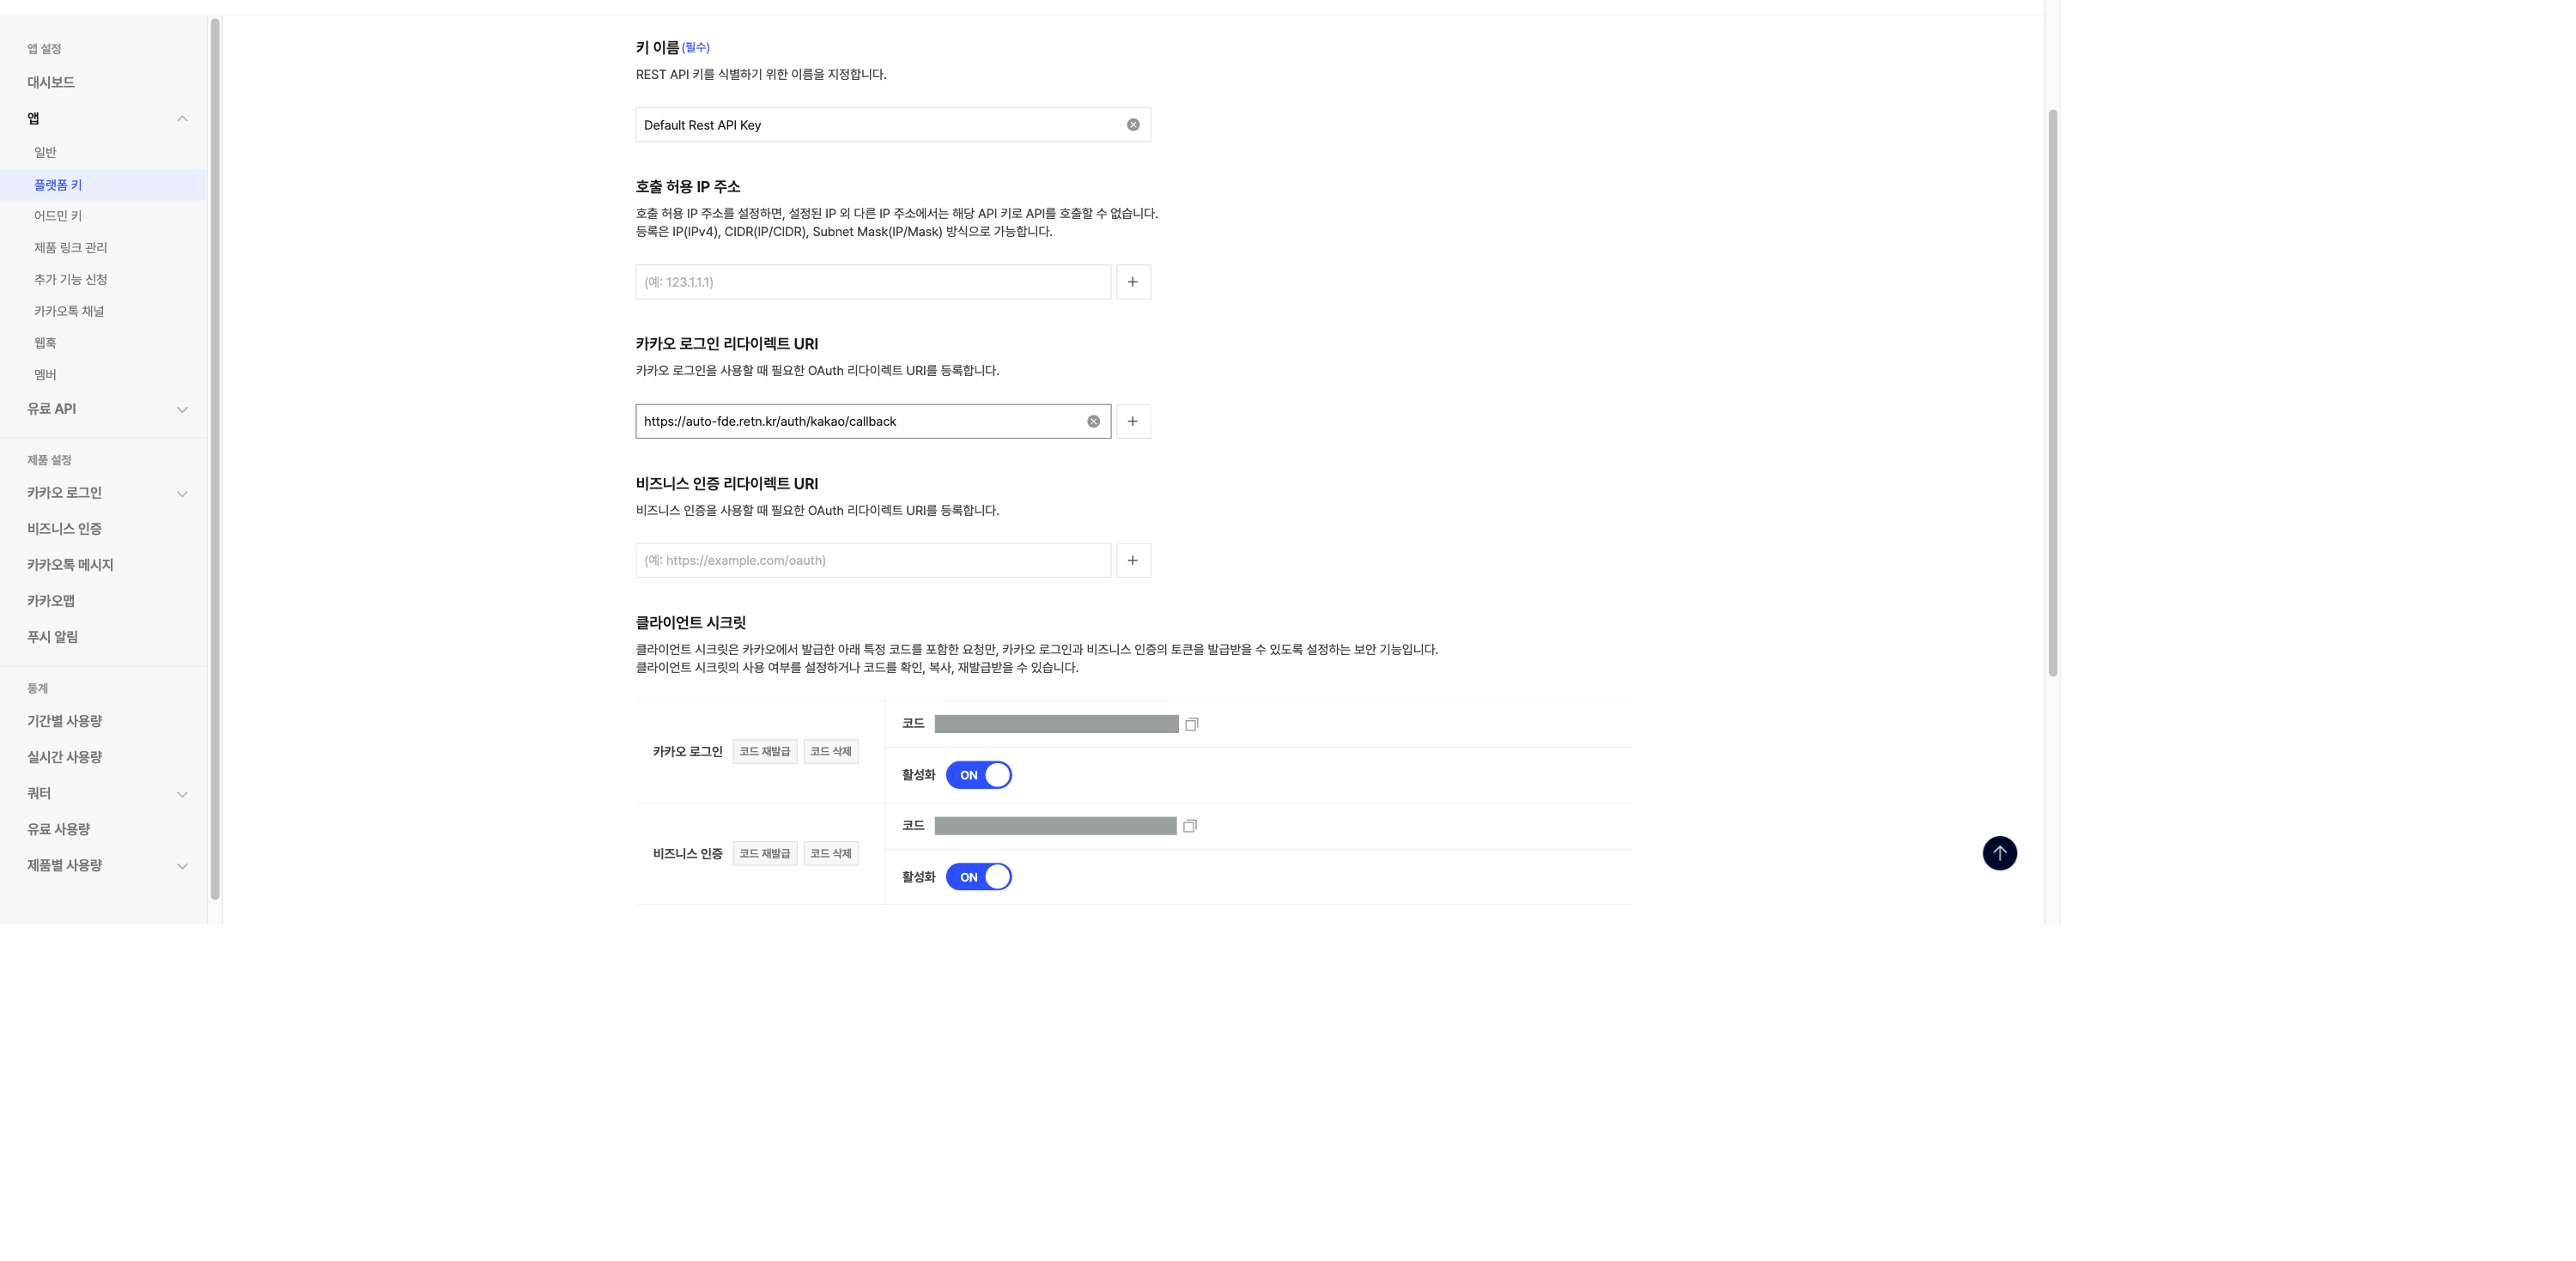 앱 설정
대시보드
앱
일반
플랫폼 키
어드민 키
제품 링크 관리
추가 기능 신청
카카오톡 채널
웹훅
멤버
유료 API
제품 설정
카카오 로그인
비즈니스 인증
카카오톡 메시지
카카오맵
푸시 알림
통계
기간별 사용량
실시간 사용량
쿼터
유료 사용량
제품별 사용량
키 이름 (필수)
REST API 키를 식별하기 위한 이름을 지정합니다.
Default Rest API Key
호출 허용 IP 주소
호출 허용 IP 주소를 설정하면, 설정된 IP 외 다른 IP 주소에서는 해당 API 키로 API를 호출할 수 없습니다.
등록은 IP(IPv4), CIDR(IP/CIDR), Subnet Mask(IP/Mask) 방식으로 가능합니다.
(예: 123.1.1.1)
카카오 로그인 리다이렉트 URI
카카오 로그인을 사용할 때 필요한 OAuth 리다이렉트 URI를 등록합니다.
https://auto-fde.retn.kr/auth/kakao/callback
비즈니스 인증 리다이렉트 URI
비즈니스 인증을 사용할 때 필요한 OAuth 리다이렉트 URI를 등록합니다.
(예: https://example.com/oauth)
클라이언트 시크릿
클라이언트 시크릿은 카카오에서 발급한 아래 특정 코드를 포함한 요청만, 카카오 로그인과 비즈니스 인증의 토큰을 발급받을 수 있도록 설정하는 보안 기능입니다.
클라이언트 시크릿의 사용 여부를 설정하거나 코드를 확인, 복사, 재발급받을 수 있습니다.
카카오 로그인 코드 재발급 코드 삭제
코드
활성화 ON
비즈니스 인증 코드 재발급 코드 삭제
코드
활성화 ON